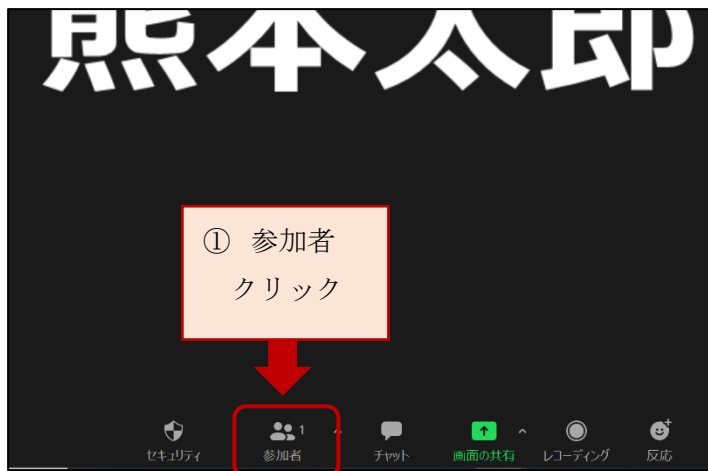 熊本太郎
① 参加者
クリック
1
セキュリティ
参加者
チャット
画面の共有
レコーディング
反応